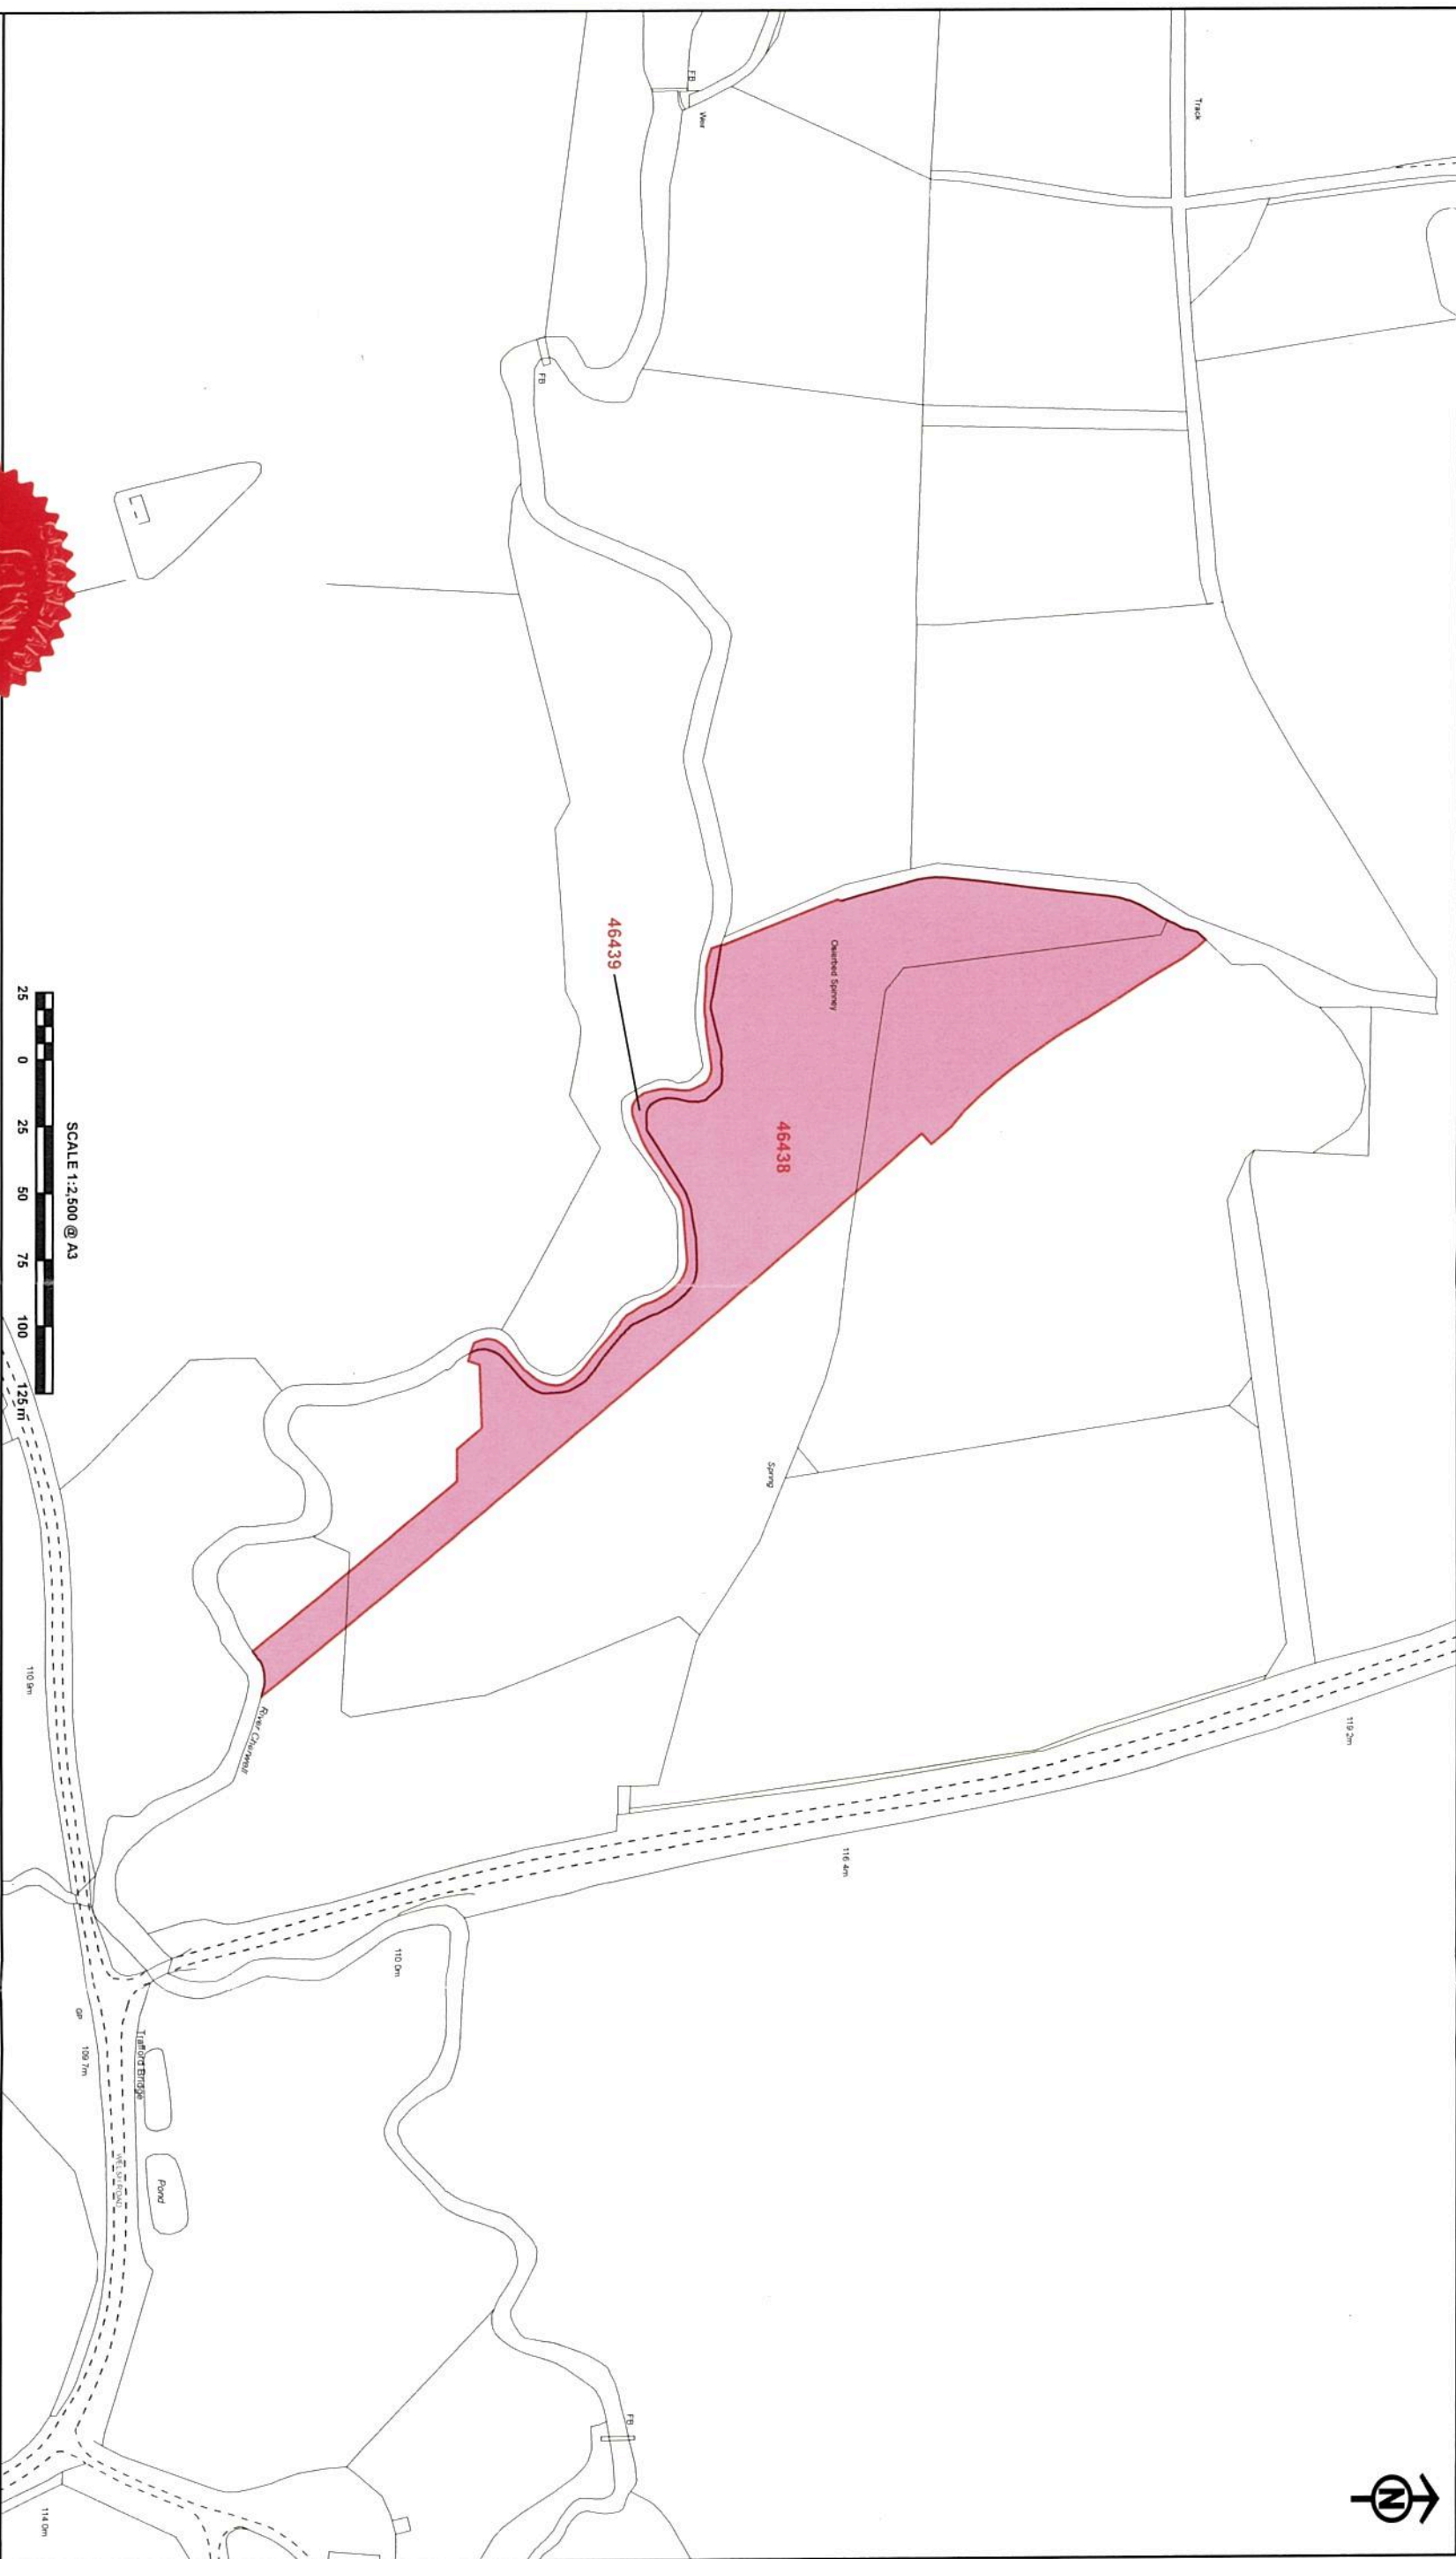 Track
119.2m
FB
Weir
FB
Osierbed Spinney
46438
46439
Spring
116.4m
110.0m
River Cherwell
FB
Trafford Bridge
Pond
WELSH ROAD
GP
109.7m
110.9m
114.0m
SCALE 1:2,500 @ A3
25 0 25 50 75 100 125 m
N